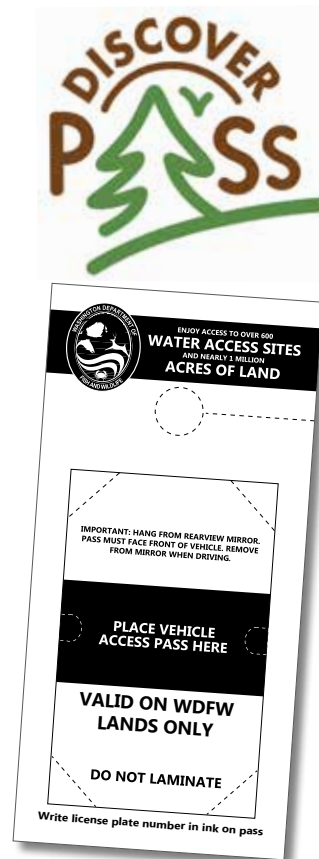 DISCOVER
PASS
WASHINGTON DEPARTMENT OF
FISH AND WILDLIFE
ENJOY ACCESS TO OVER 600
WATER ACCESS SITES
AND NEARLY 1 MILLION
ACRES OF LAND
IMPORTANT: HANG FROM REARVIEW MIRROR.
PASS MUST FACE FRONT OF VEHICLE. REMOVE
FROM MIRROR WHEN DRIVING.
PLACE VEHICLE
ACCESS PASS HERE
VALID ON WDFW
LANDS ONLY
DO NOT LAMINATE
Write license plate number in ink on pass